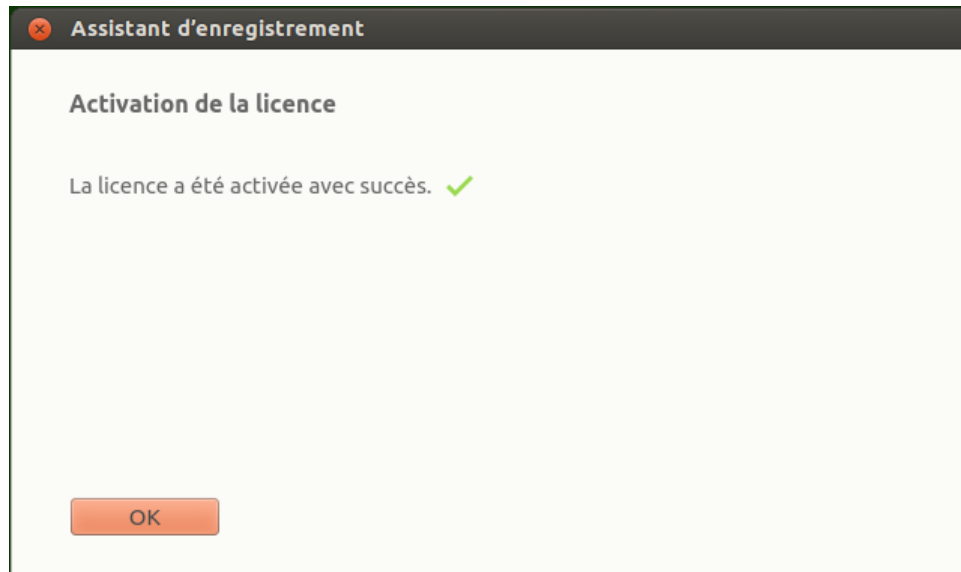 Assistant d'enregistrement
Activation de la licence
La licence a été activée avec succès.
OK